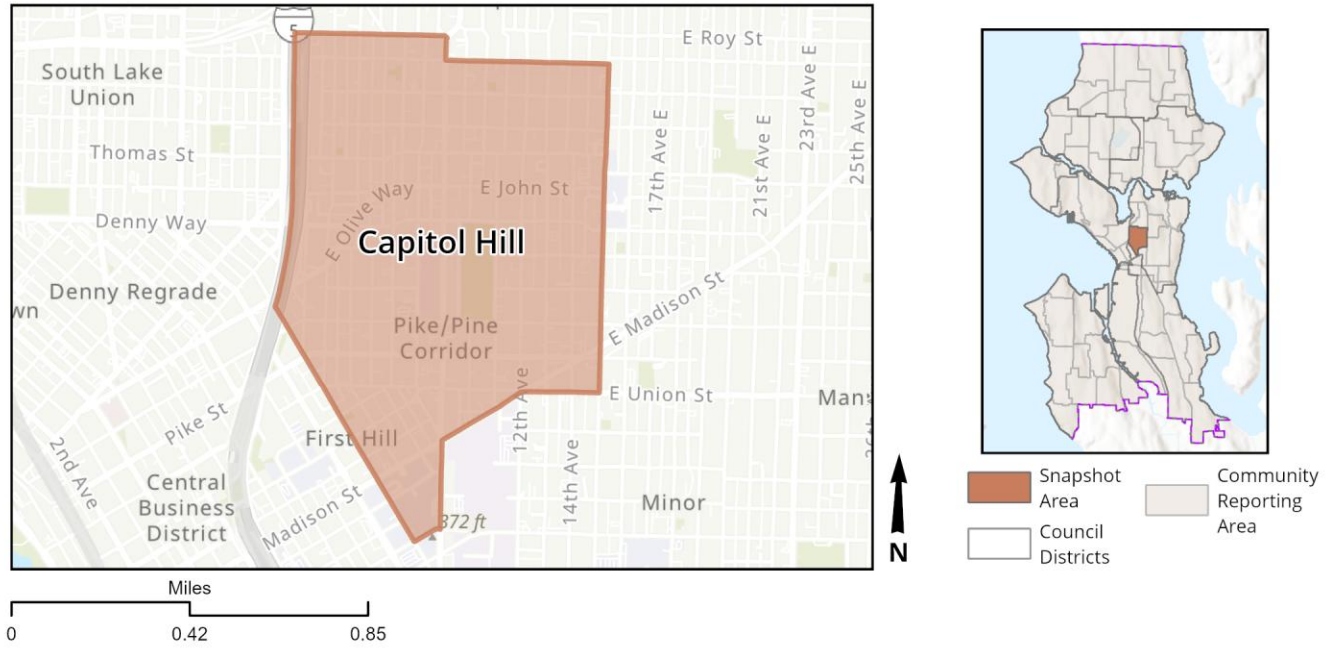 5
E Roy St
South Lake
Union
23rd Ave E
25th Ave E
17th Ave E
21st Ave E
Thomas St
E John St
E Olive Way
Denny Way
Capitol Hill
Denny Regrade
wn
E Madison St
Pike/Pine
Corridor
12th Ave
E Union St
Man
Pike St
First Hill
2nd Ave
14th Ave
Central
Business
District
Madison St
372 ft
Minor
N
Miles
0
0.42
0.85
Snapshot
Area
Council
Districts
Community
Reporting
Area